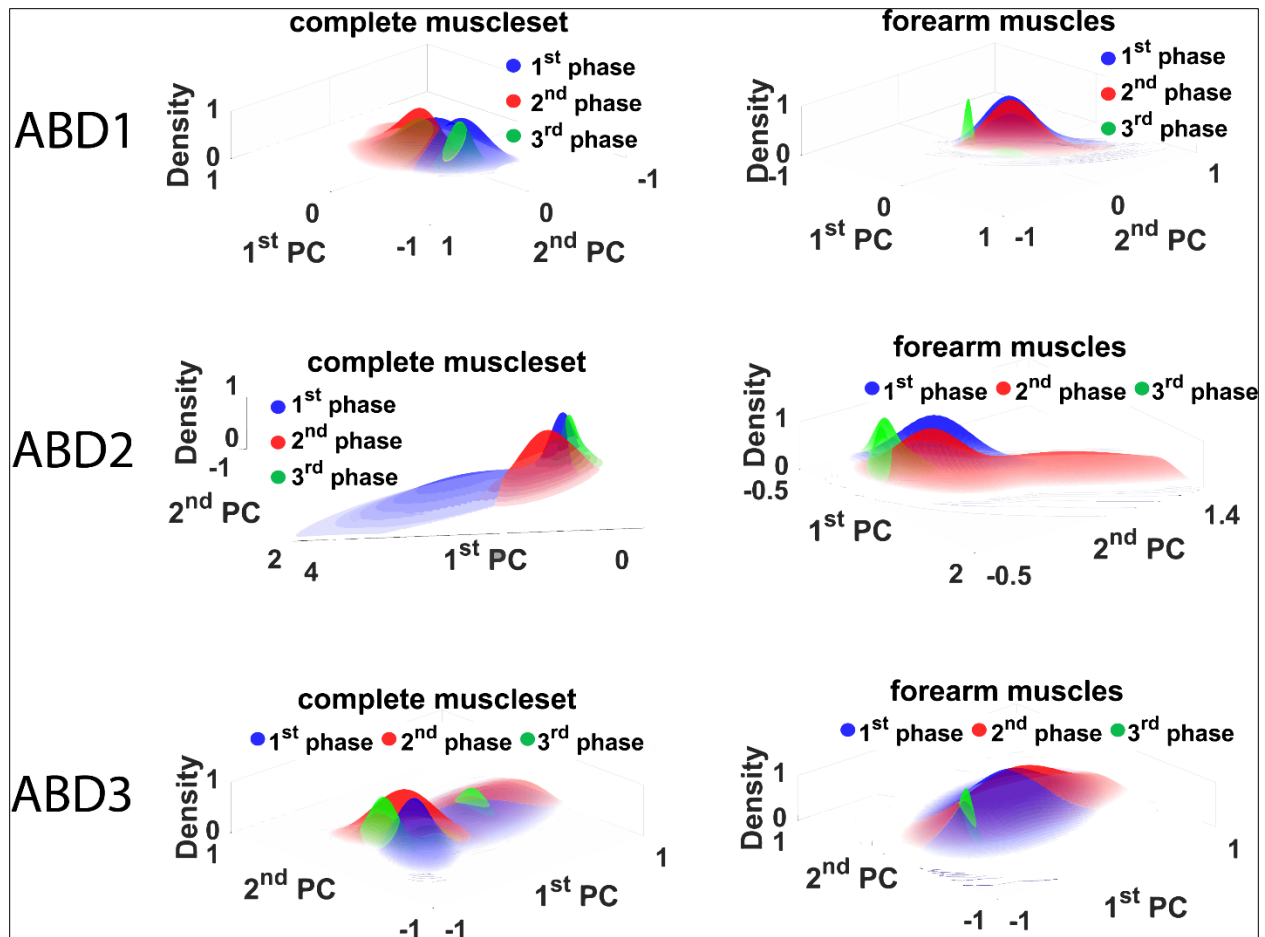 complete muscleset
1st phase
2nd phase
3rd phase
Density
1
0
1
0
-1
1st PC
1
0
-1
2nd PC
forearm muscles
1st phase
2nd phase
3rd phase
Density
1
0
-1
0
1
1st PC
-1
0
1
2nd PC
ABD1
complete muscleset
1st phase
2nd phase
3rd phase
Density
1
0
-1
2nd PC
2
4
1st PC
0
forearm muscles
1st phase 2nd phase 3rd phase
Density
1
0
-0.5
1st PC
2
-0.5
2nd PC
1.4
ABD2
complete muscleset
1st phase 2nd phase 3rd phase
Density
1
0
1
2nd PC
-1
-1
1st PC
1
forearm muscles
1st phase 2nd phase 3rd phase
Density
1
0
1
2nd PC
-1
-1
1st PC
1
ABD3